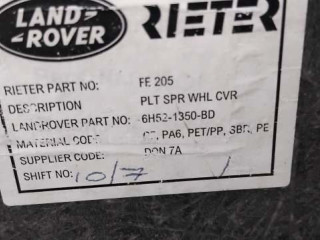 LAND-
ROVER
RIETER
RIETER PART NO: FE 205
DESCRIPTION PLT SPR WHL CVR
LANDROVER PART NO: 6H52-1350-BD
MATERIAL CODE PA6, PET/PP, SBR, PE
SUPPLIER CODE: DON 7A
SHIFT NO: 10/7